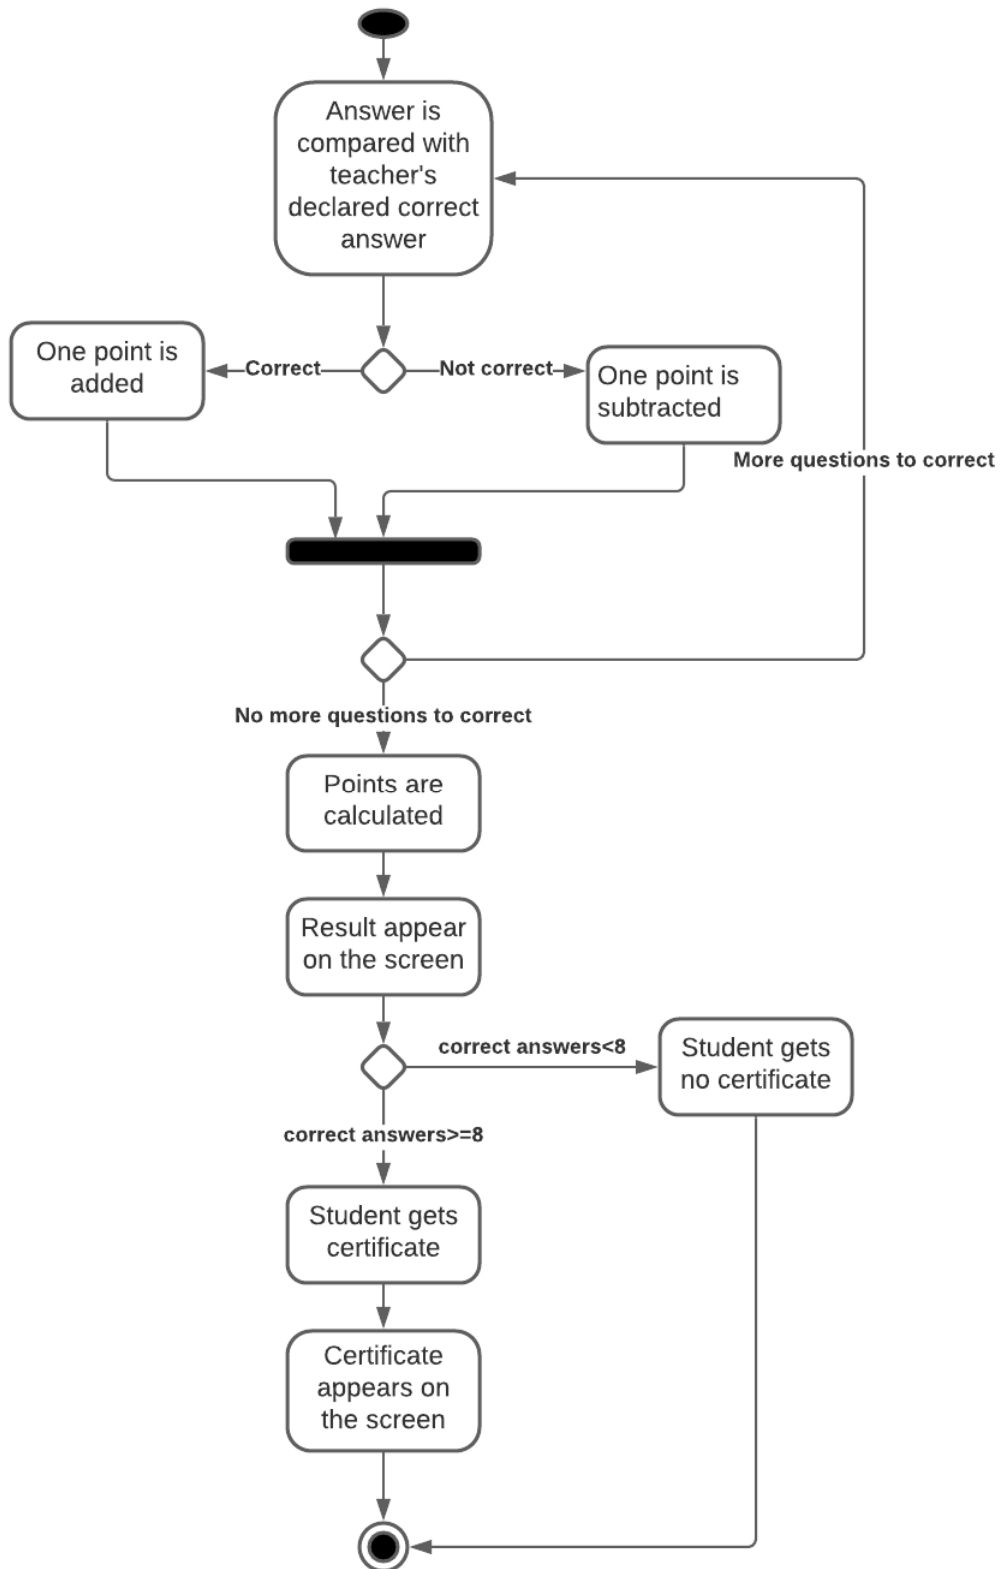 Answer is
compared with
teacher's
declared correct
answer
One point is
added
Correct
Not correct
One point is
subtracted
More questions to correct
No more questions to correct
Points are
calculated
Result appear
on the screen
correct answers<8
Student gets
no certificate
correct answers>=8
Student gets
certificate
Certificate
appears on
the screen